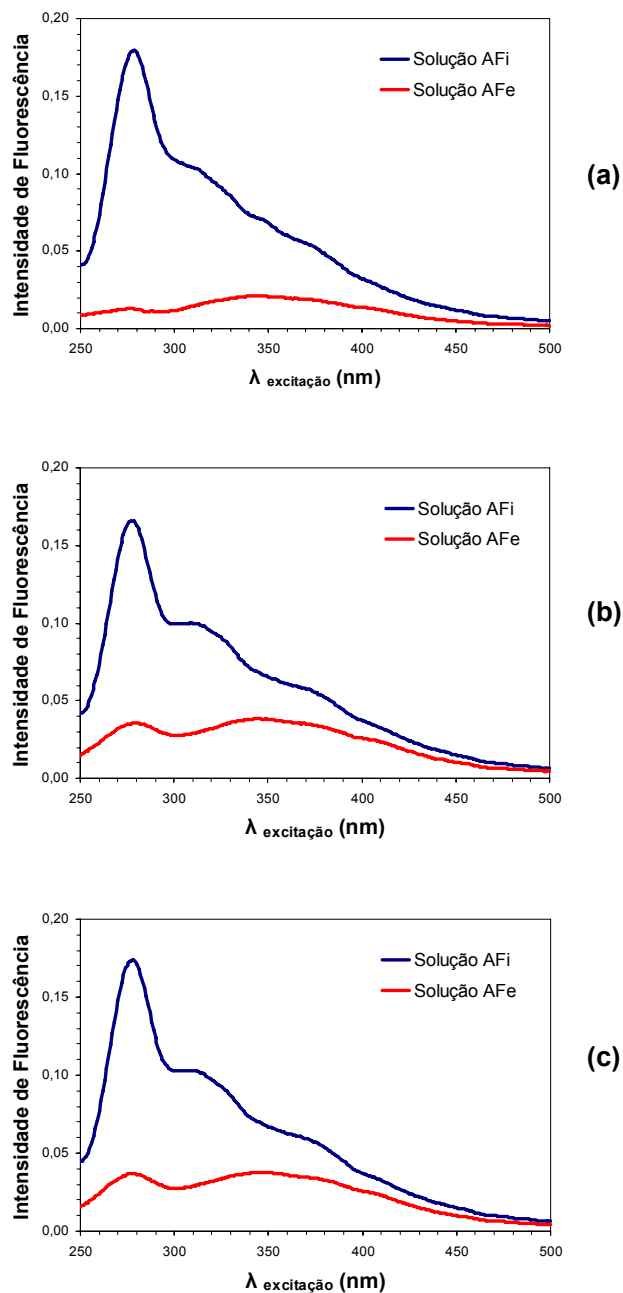 0,20
Solução AFi
Solução AFe
0,15
0,10
0,05
0,00
Intensidade de Fluorescência
250 300 350 400 450 500
λ excitação (nm)
(a)
0,20
Solução AFi
Solução AFe
0,15
0,10
0,05
0,00
Intensidade de Fluorescência
250 300 350 400 450 500
λ excitação (nm)
(b)
0,20
Solução AFi
Solução AFe
0,15
0,10
0,05
0,00
Intensidade de Fluorescência
250 300 350 400 450 500
λ excitação (nm)
(c)